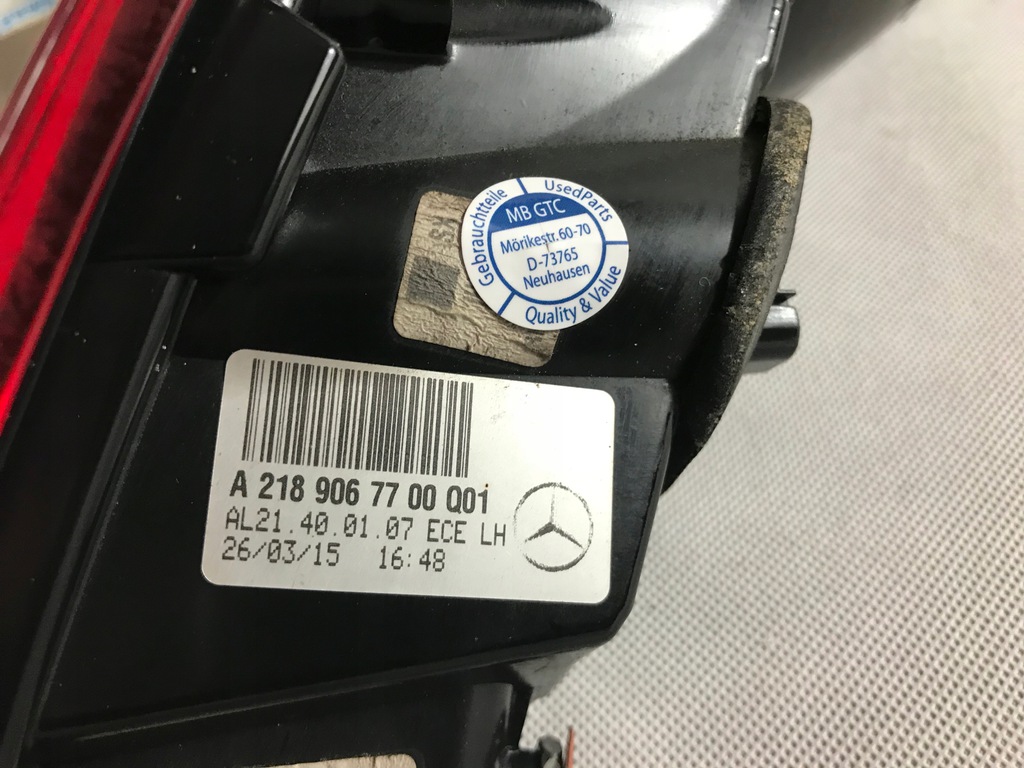 Gebrauchtteile
UsedParts
MB GTC
Mörikestr.60-70
D-73765
Neuhausen
Quality & Value
A 218 906 77 00 Q01
AL21.40.01.07 ECE LH
26/03/15 16:48